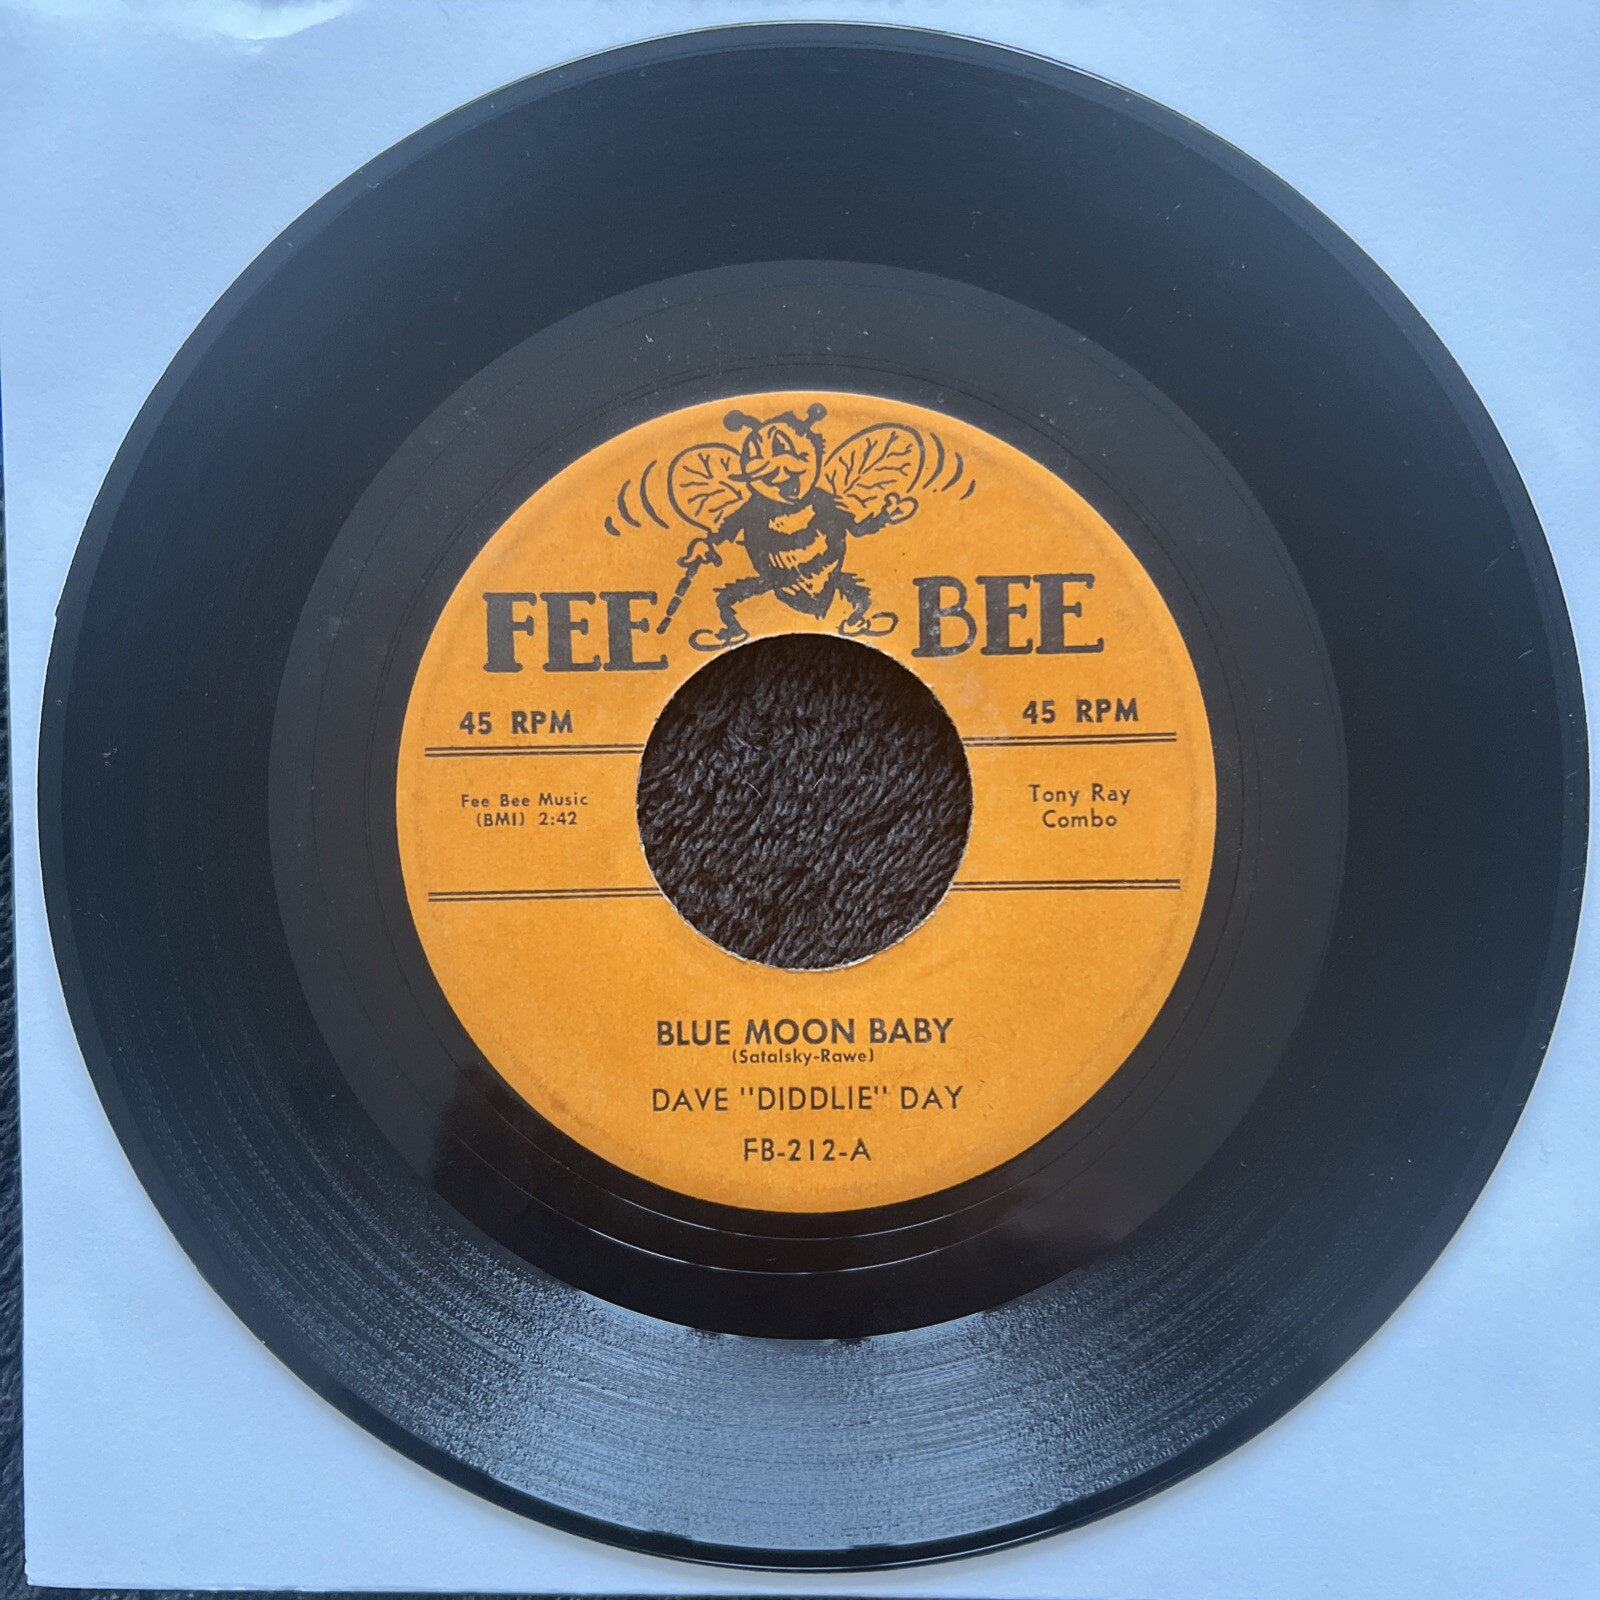 FEE BEE
45 RPM 45 RPM
Fee Bee Music
(BMI) 2:42
Tony Ray
Combo
BLUE MOON BABY
(Satalsky-Rawe)
DAVE "DIDDLIE" DAY
FB-212-A